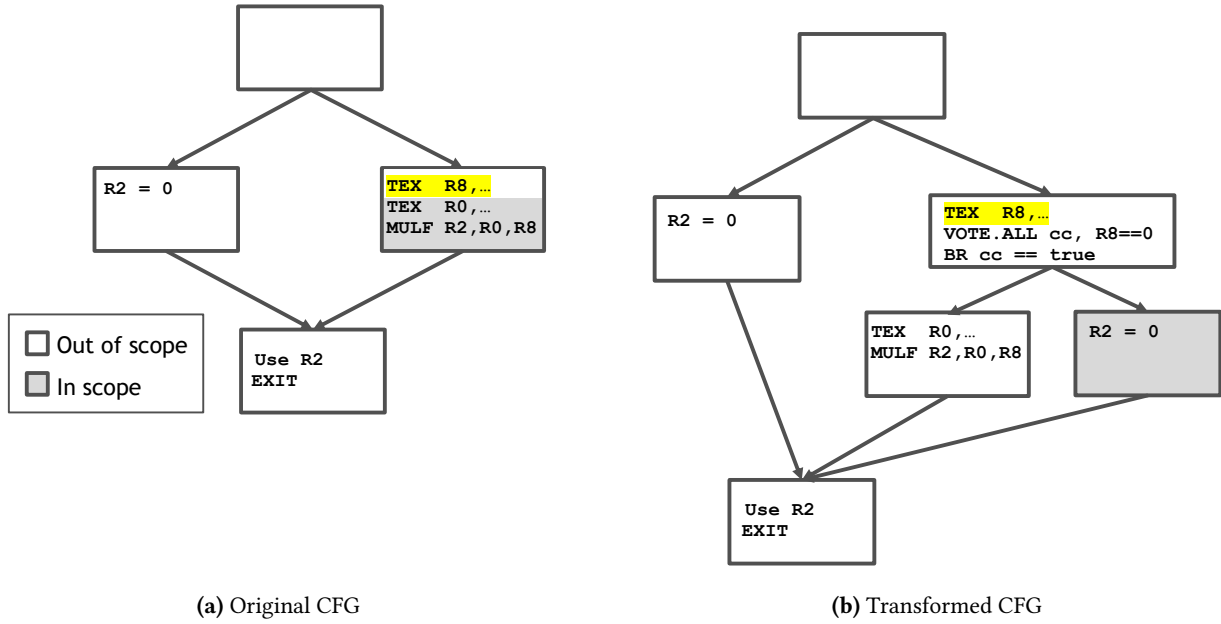 R2 = 0
TEX R8,…
TEX R0,…
MULF R2,R0,R8
Use R2
EXIT
Out of scope
In scope
(a) Original CFG
R2 = 0
TEX R8,…
VOTE.ALL cc, R8==0
BR cc == true
TEX R0,…
MULF R2,R0,R8
R2 = 0
Use R2
EXIT
(b) Transformed CFG